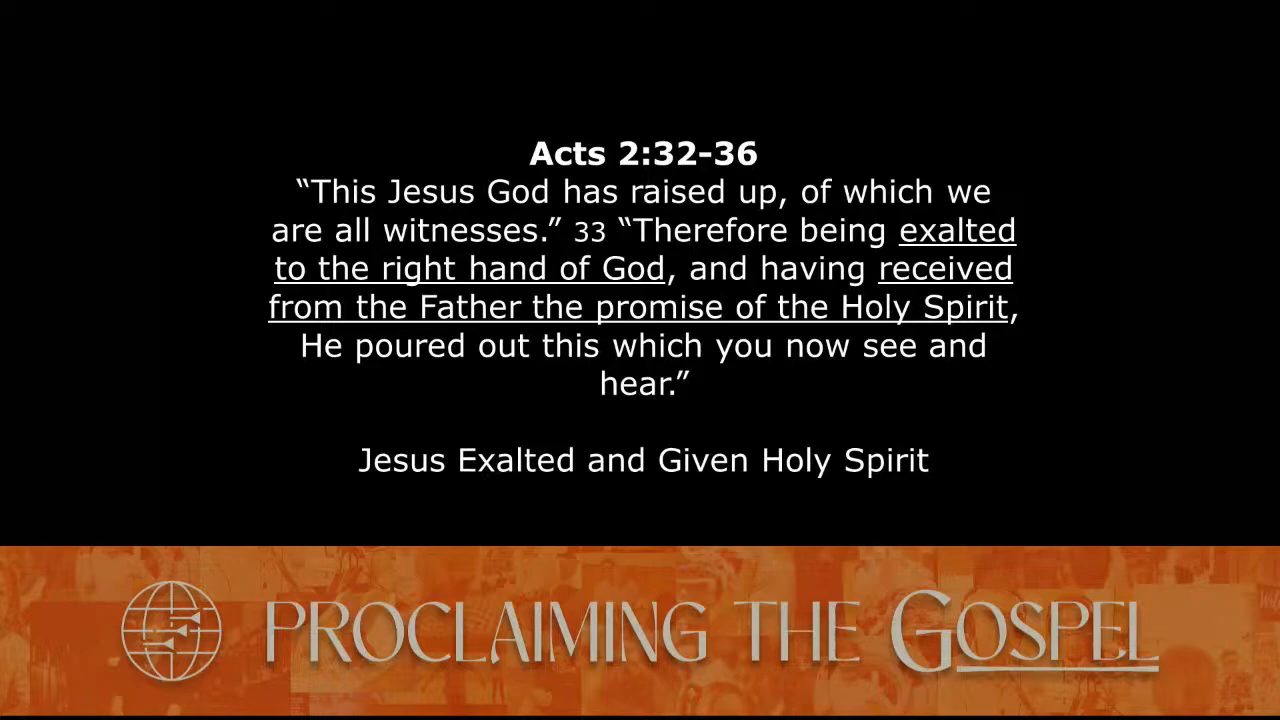 Acts 2:32-36
“This Jesus God has raised up, of which we
are all witnesses.” 33 “Therefore being exalted
to the right hand of God, and having received
from the Father the promise of the Holy Spirit,
He poured out this which you now see and
hear.”
Jesus Exalted and Given Holy Spirit
PROCLAIMING THE GOSPEL